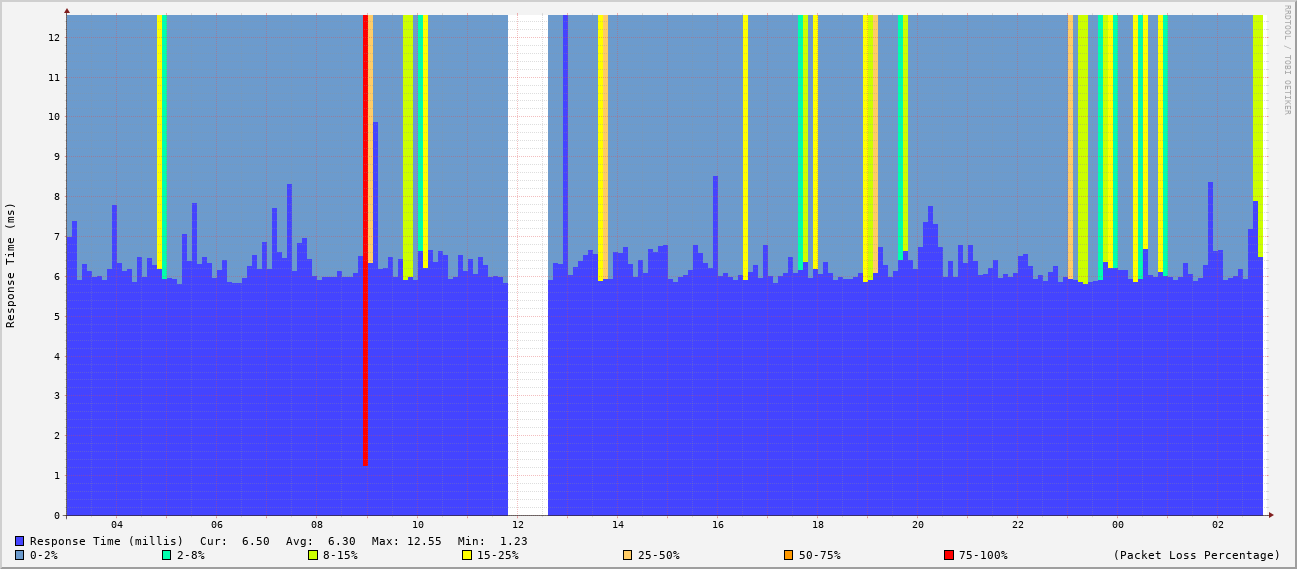 RRDTOOL / TOBI OETIKER
Response Time (ms)
12
11
10
9
8
7
6
5
4
3
2
1
0
04 06 08 10 12 14 16 18 20 22 00 02
Response Time (millis) Cur: 6.50 Avg: 6.30 Max: 12.55 Min: 1.23
0-2% 2-8% 8-15% 15-25% 25-50% 50-75% 75-100% (Packet Loss Percentage)